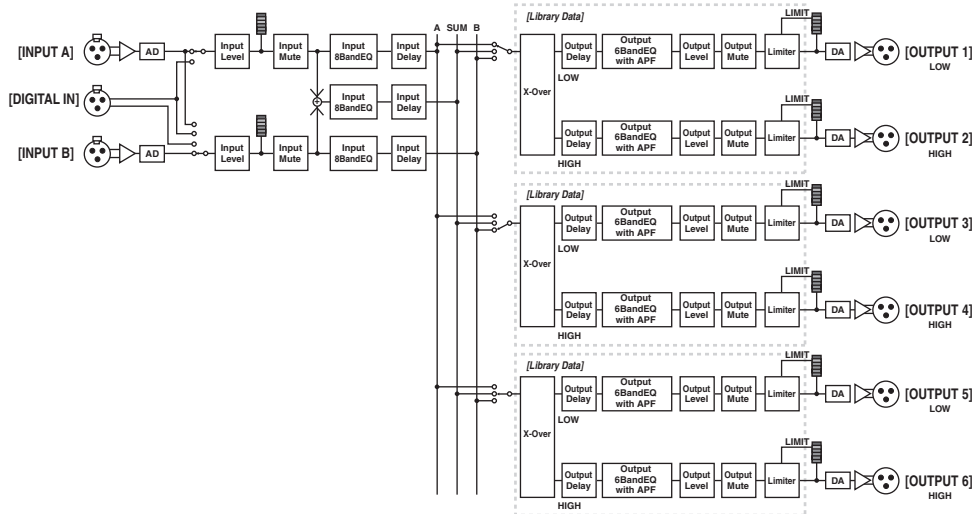 [Library Data]
A SUM B
LIMIT
[INPUT A]
AD
Input Level
Input Mute
Input 8BandEQ
Input Delay
X-Over
Output Delay
LOW
Output 6BandEQ with APF
Output Level
Output Mute
Limiter
DA
[OUTPUT 1]
LOW
[DIGITAL IN]
Input 8BandEQ
Input Delay
LIMIT
[INPUT B]
AD
Input Level
Input Mute
Input 8BandEQ
Input Delay
Output Delay
HIGH
Output 6BandEQ with APF
Output Level
Output Mute
Limiter
DA
[OUTPUT 2]
HIGH
[Library Data]
LIMIT
X-Over
Output Delay
LOW
Output 6BandEQ with APF
Output Level
Output Mute
Limiter
DA
[OUTPUT 3]
LOW
LIMIT
Output Delay
HIGH
Output 6BandEQ with APF
Output Level
Output Mute
Limiter
DA
[OUTPUT 4]
HIGH
[Library Data]
LIMIT
X-Over
Output Delay
LOW
Output 6BandEQ with APF
Output Level
Output Mute
Limiter
DA
[OUTPUT 5]
LOW
LIMIT
Output Delay
HIGH
Output 6BandEQ with APF
Output Level
Output Mute
Limiter
DA
[OUTPUT 6]
HIGH